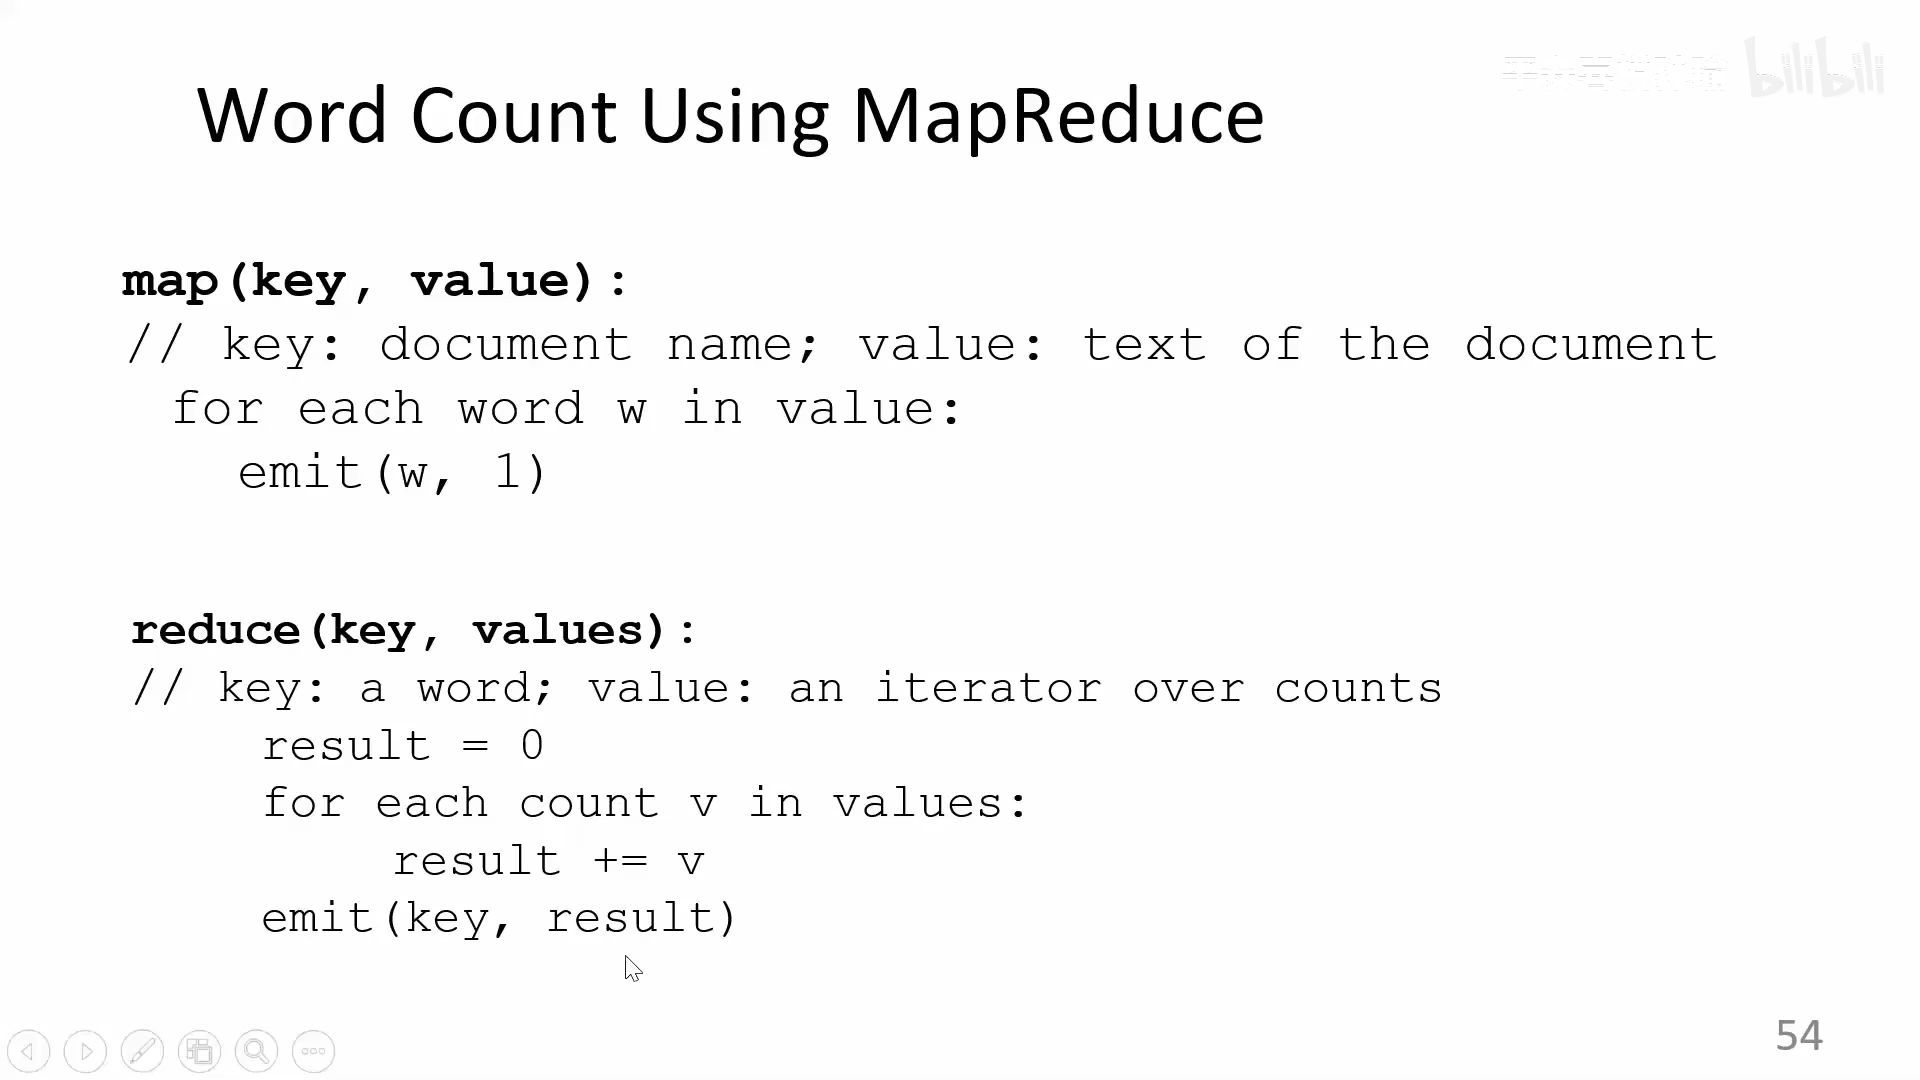 bilibili
Word Count Using MapReduce
map(key, value):
// key: document name; value: text of the document
for each word w in value:
emit(w, 1)
reduce(key, values):
// key: a word; value: an iterator over counts
result = 0
for each count v in values:
result += v
emit(key, result)
54